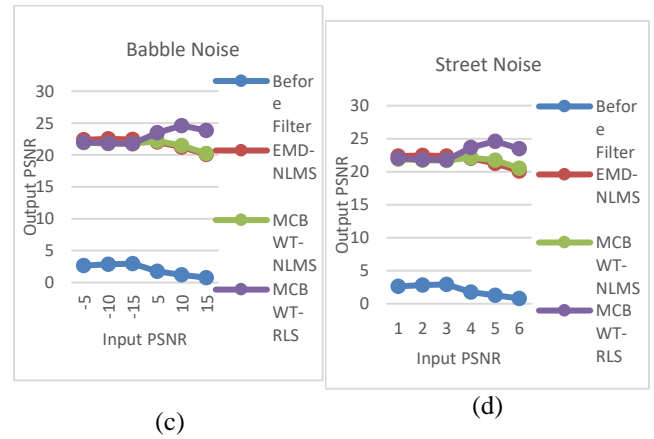 Babble Noise
30
25
20
15
10
5
0
Output PSNR
-5
-10
-15
5
10
15
Input PSNR
Befor
e
Filter
EMD-
NLMS
MCB
WT-
NLMS
MCB
WT-
RLS
(c)
Street Noise
30
25
20
15
10
5
0
Output PSNR
1 2 3 4 5 6
Input PSNR
Befor
e
Filter
EMD-
NLMS
MCB
WT-
NLMS
MCB
WT-
RLS
(d)